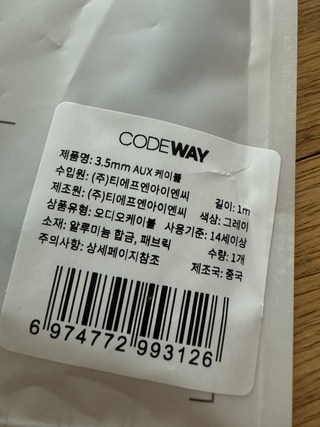 CODEWAY
제품명: 3.5mm AUX 케이블
수입원: (주)티에프엔아이엔씨 길이: 1m
제조원: (주)티에프엔아이엔씨 색상: 그레이
상품유형: 오디오케이블 사용기준: 14세이상
소재: 알루미늄 합금, 패브릭 수량: 1개
주의사항: 상세페이지참조 제조국: 중국
6 974772 993126